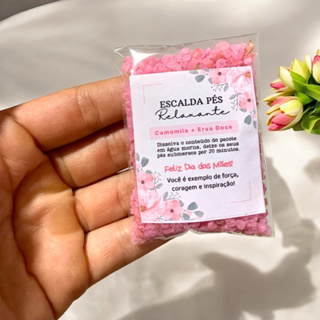 ESCALDA PÉS
Relaxante
Camomila + Erva Doce
Dissolva o conteúdo do pacote
em água morna, deixe os seus
pés submersos por 20 minutos.
Feliz Dia das Mães!
Você é exemplo de força,
coragem e inspiração!